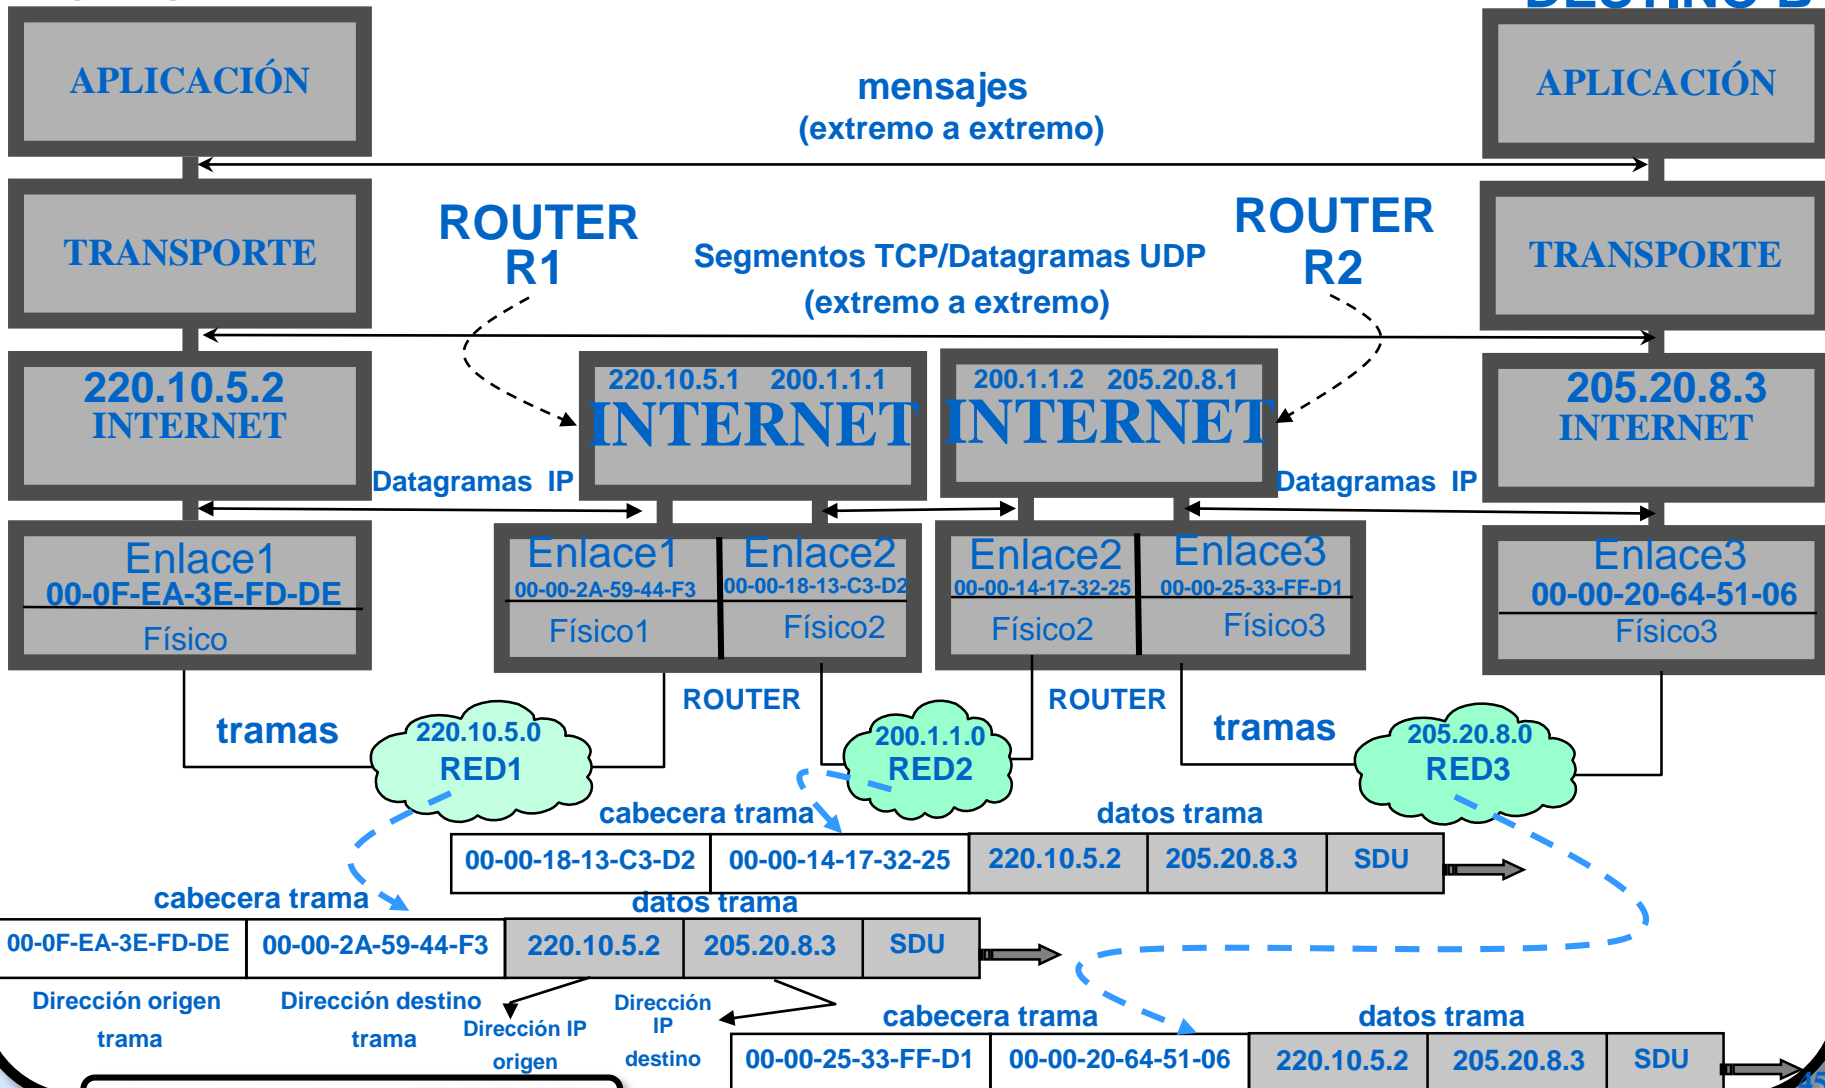 DESTINO B
APLICACIÓN
mensajes
(extremo a extremo)
APLICACIÓN
TRANSPORTE
ROUTER
R1
Segmentos TCP/Datagramas UDP
(extremo a extremo)
ROUTER
R2
TRANSPORTE
220.10.5.2
INTERNET
220.10.5.1 200.1.1.1
INTERNET
200.1.1.2 205.20.8.1
INTERNET
205.20.8.3
INTERNET
Datagramas IP
Datagramas IP
Enlace1
00-0F-EA-3E-FD-DE
Físico
Enlace1
00-00-2A-59-44-F3
Físico1
Enlace2
00-00-18-13-C3-D2
Físico2
Enlace2
00-00-14-17-32-25
Físico2
Enlace3
00-00-25-33-FF-D1
Físico3
Enlace3
00-00-20-64-51-06
Físico3
tramas
220.10.5.0
RED1
ROUTER
200.1.1.0
RED2
ROUTER
tramas
205.20.8.0
RED3
cabecera trama
datos trama
00-00-18-13-C3-D2 00-00-14-17-32-25 220.10.5.2 205.20.8.3 SDU
cabecera trama
datos trama
00-0F-EA-3E-FD-DE 00-00-2A-59-44-F3 220.10.5.2 205.20.8.3 SDU
Dirección origen
trama
Dirección destino
trama
Dirección IP
origen
Dirección
IP
destino
cabecera trama
datos trama
00-00-25-33-FF-D1 00-00-20-64-51-06 220.10.5.2 205.20.8.3 SDU
45